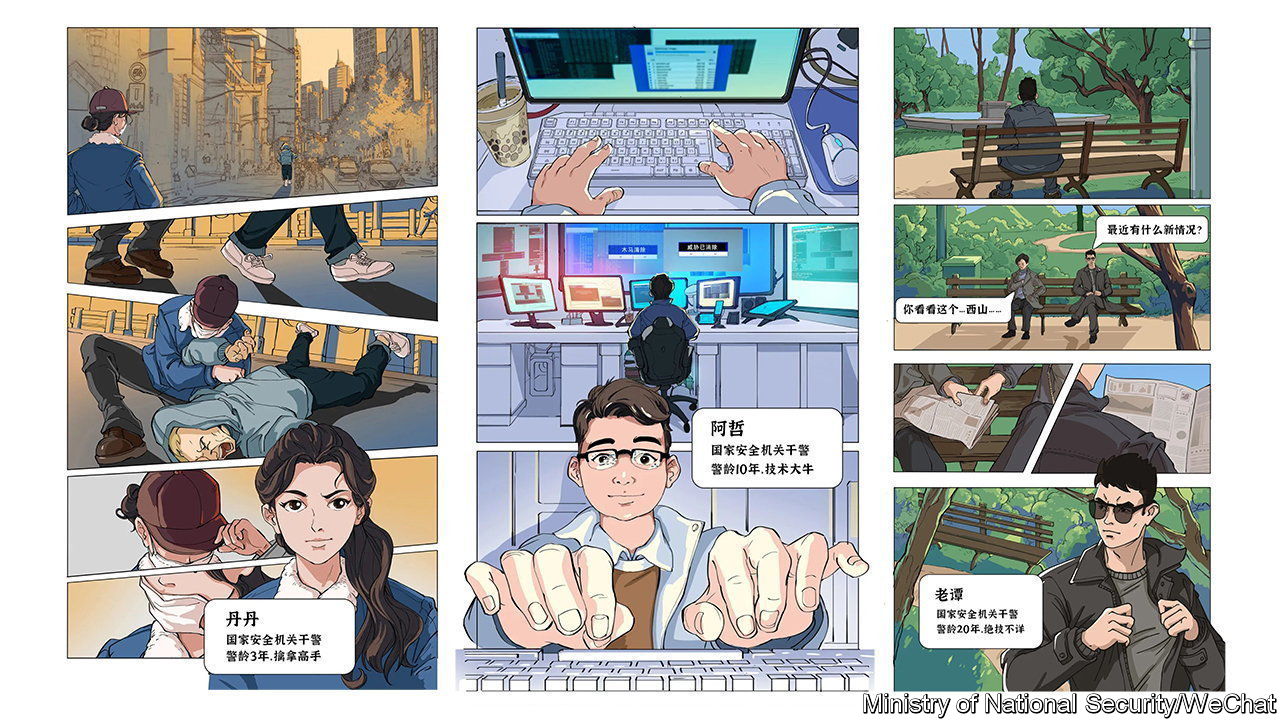 丹丹
国家安全机关干警
警龄3年.擒拿高手
木马清除
威胁已消除
阿哲
国家安全机关干警
警龄10年.技术大牛
最近有什么新情况?
你看看这个...西山......
老谭
国家安全机关干警
警龄20年.绝技不详
Ministry of National Security/WeChat